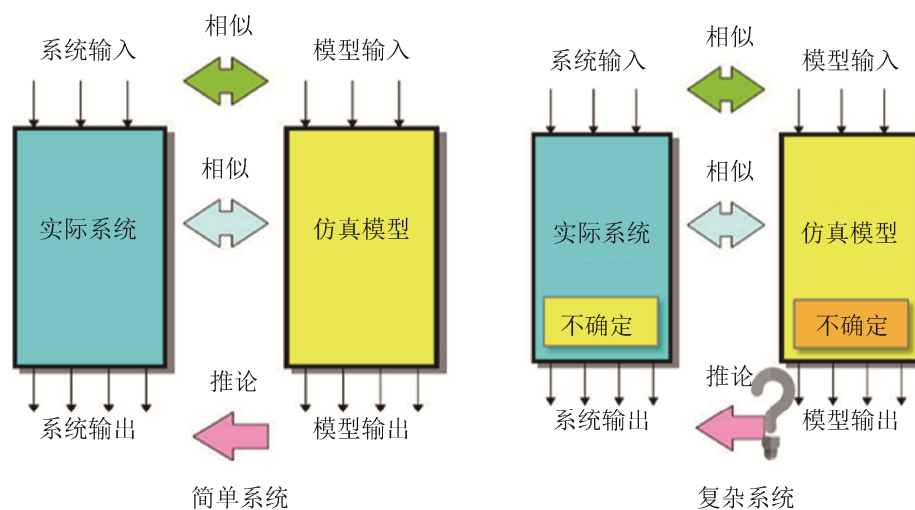 相似
系统输入
模型输入
相似
实际系统
仿真模型
推论
系统输出
模型输出
简单系统
相似
系统输入
模型输入
相似
实际系统
仿真模型
不确定
不确定
推论
?
系统输出
模型输出
复杂系统